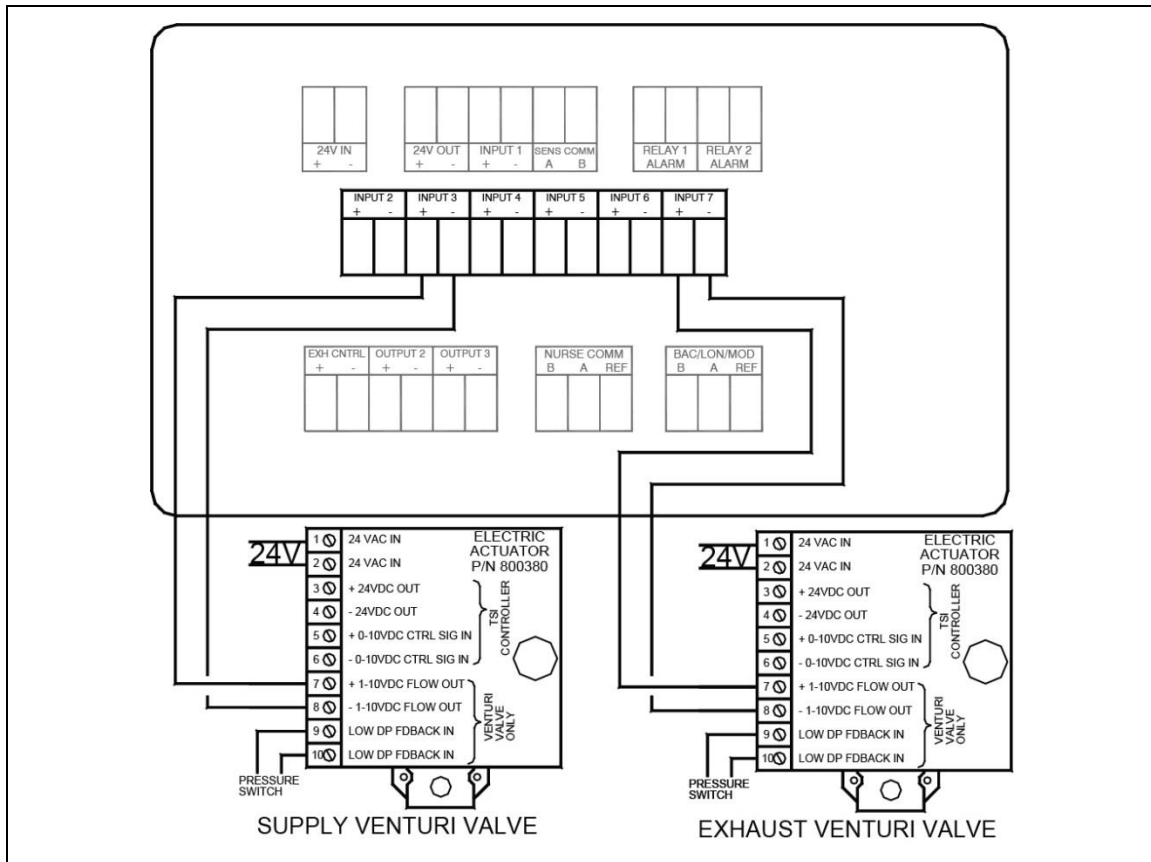 24V IN
+ -
24V OUT INPUT 1 SENS COMM
+ - + - A B
RELAY 1 RELAY 2
ALARM ALARM
INPUT 2 INPUT 3 INPUT 4 INPUT 5 INPUT 6 INPUT 7
+ - + - + - + - + - + -
EXH CNTRL OUTPUT 2 OUTPUT 3
+ - + - + -
NURSE COMM
B A REF
BAC/LON/MOD
B A REF
24V
1 24 VAC IN
2 24 VAC IN
3 + 24VDC OUT
4 - 24VDC OUT
5 + 0-10VDC CTRL SIG IN
6 - 0-10VDC CTRL SIG IN
7 + 1-10VDC FLOW OUT
8 - 1-10VDC FLOW OUT
9 LOW DP FDBACK IN
10 LOW DP FDBACK IN
ELECTRIC
ACTUATOR
P/N 800380
TSI
CONTROLLER
VENTURI
VALVE
ONLY
PRESSURE
SWITCH
SUPPLY VENTURI VALVE
24V
1 24 VAC IN
2 24 VAC IN
3 + 24VDC OUT
4 - 24VDC OUT
5 + 0-10VDC CTRL SIG IN
6 - 0-10VDC CTRL SIG IN
7 + 1-10VDC FLOW OUT
8 - 1-10VDC FLOW OUT
9 LOW DP FDBACK IN
10 LOW DP FDBACK IN
ELECTRIC
ACTUATOR
P/N 800380
TSI
CONTROLLER
VENTURI
VALVE
ONLY
PRESSURE
SWITCH
EXHAUST VENTURI VALVE